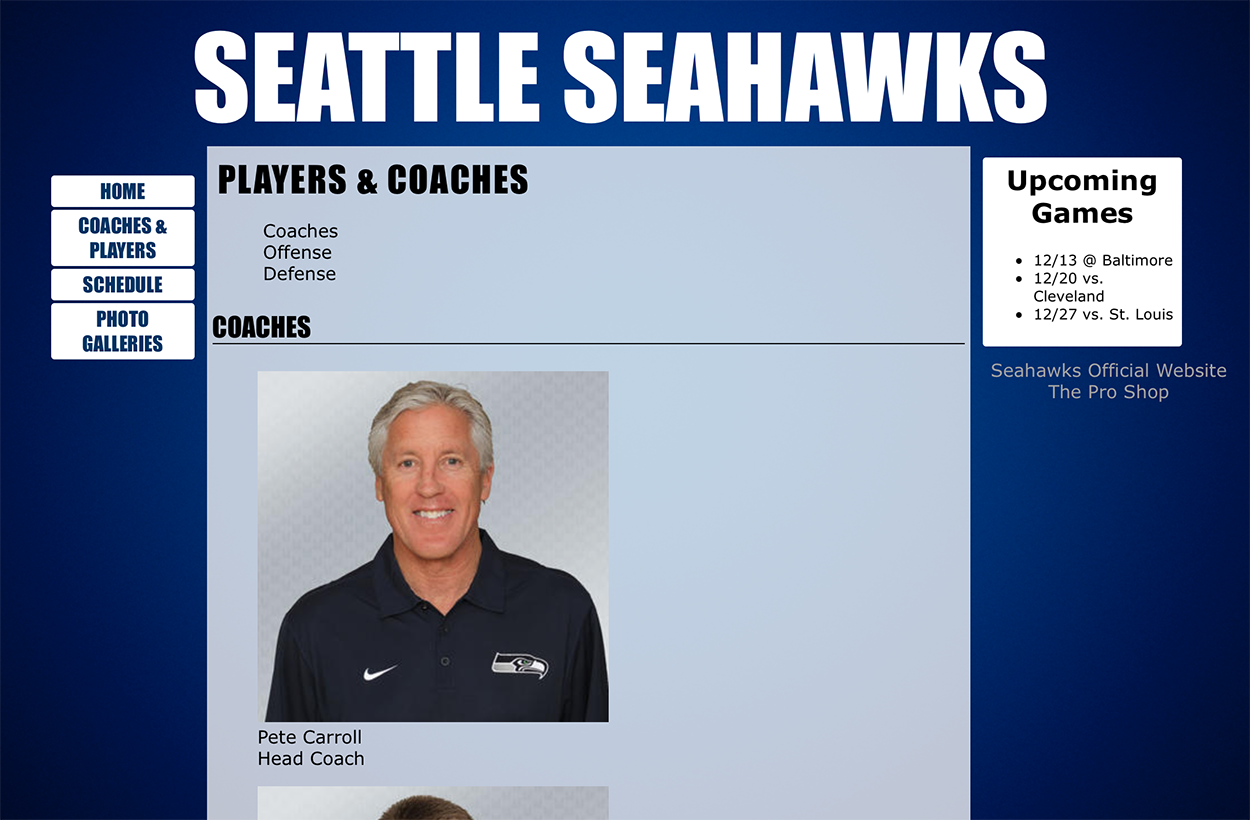 SEATTLE SEAHAWKS
HOME
COACHES &
PLAYERS
SCHEDULE
PHOTO
GALLERIES
PLAYERS & COACHES
Coaches
Offense
Defense
COACHES
Pete Carroll
Head Coach
Upcoming
Games
12/13 @ Baltimore
12/20 vs.
Cleveland
12/27 vs. St. Louis
Seahawks Official Website
The Pro Shop